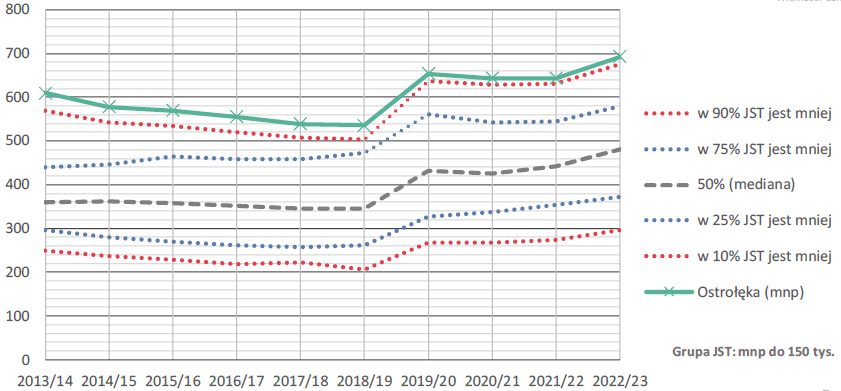 800
700
600
500
400
300
200
100
0
2013/14 2014/15 2015/16 2016/17 2017/18 2018/19 2019/20 2020/21 2021/22 2022/23
w 90% JST jest mniej
w 75% JST jest mniej
50% (mediana)
w 25% JST jest mniej
w 10% JST jest mniej
Ostrołęka (mnp)
Grupa JST: mnp do 150 tys.